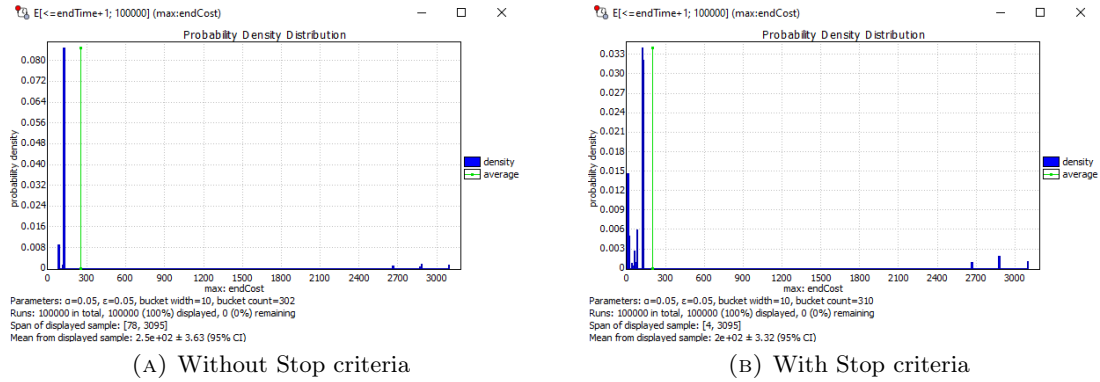 E[<=endTime+1; 100000] (max:endCost)
Probability Density Distribution
probability density
0.080
0.072
0.064
0.056
0.048
0.040
0.032
0.024
0.016
0.008
0
0 300 600 900 1200 1500 1800 2100 2400 2700 3000
max: endCost
density
average
Parameters: α=0.05, ε=0.05, bucket width=10, bucket count=302
Runs: 100000 in total, 100000 (100%) displayed, 0 (0%) remaining
Span of displayed sample: [78, 3095]
Mean from displayed sample: 2.5e+02 ± 3.63 (95% CI)
(A) Without Stop criteria
E[<=endTime+1; 100000] (max:endCost)
Probability Density Distribution
probability density
0.033
0.030
0.027
0.024
0.021
0.018
0.015
0.012
0.009
0.006
0.003
0
0 300 600 900 1200 1500 1800 2100 2400 2700 3000
max: endCost
density
average
Parameters: α=0.05, ε=0.05, bucket width=10, bucket count=310
Runs: 100000 in total, 100000 (100%) displayed, 0 (0%) remaining
Span of displayed sample: [4, 3095]
Mean from displayed sample: 2e+02 ± 3.32 (95% CI)
(B) With Stop criteria